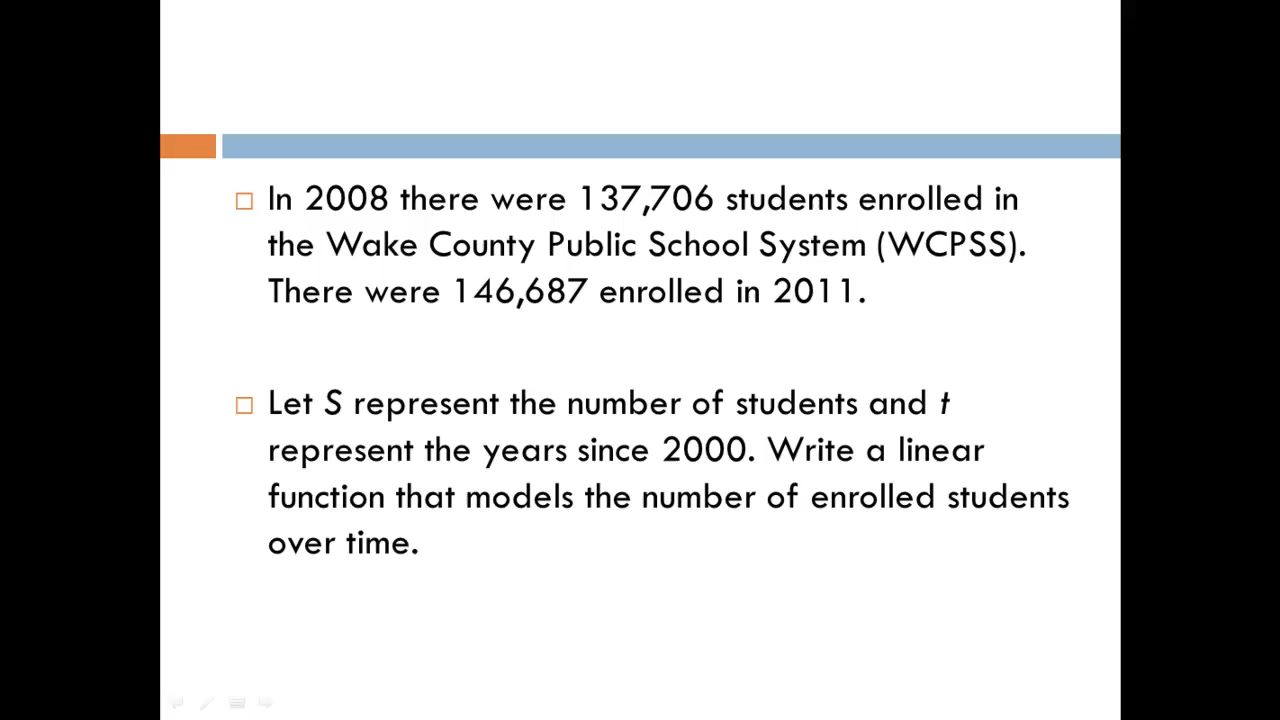 In 2008 there were 137,706 students enrolled in
the Wake County Public School System (WCPSS).
There were 146,687 enrolled in 2011.
Let S represent the number of students and t
represent the years since 2000. Write a linear
function that models the number of enrolled students
over time.